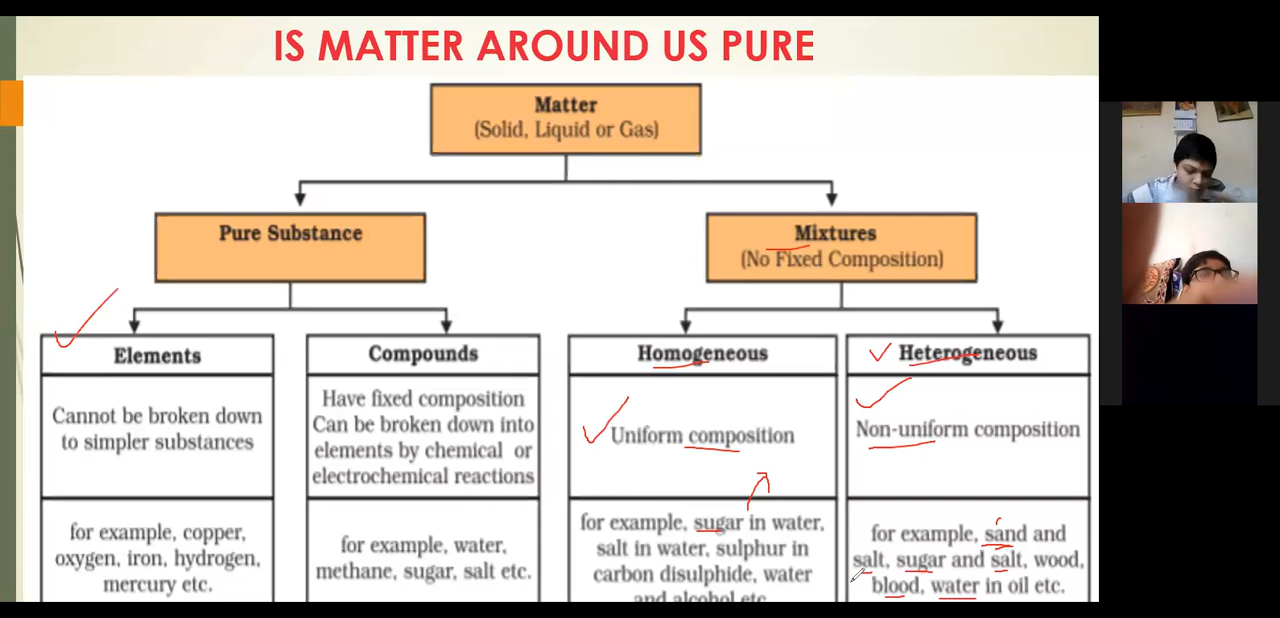 IS MATTER AROUND US PURE
Matter
(Solid, Liquid or Gas)
Pure Substance
Mixtures
(No Fixed Composition)
Elements
Cannot be broken down
to simpler substances
for example, copper,
oxygen, iron, hydrogen,
mercury etc.
Compounds
Have fixed composition
Can be broken down into
elements by chemical or
electrochemical reactions
for example, water,
methane, sugar, salt etc.
Homogeneous
Uniform composition
for example, sugar in water,
salt in water, sulphur in
carbon disulphide, water
and alcohol etc.
Heterogeneous
Non-uniform composition
for example, sand and
salt, sugar and salt, wood,
blood, water in oil etc.